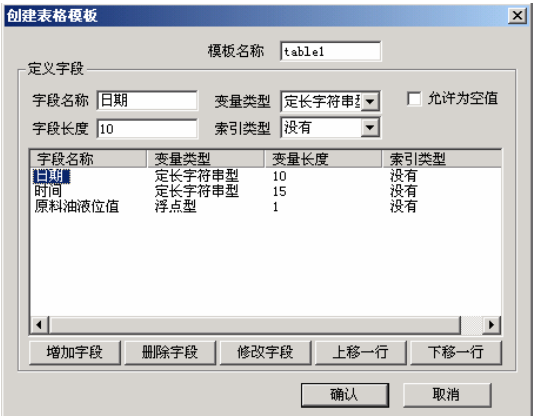 创建表格模板
模板名称 table1
定义字段
字段名称 日期 变量类型 定长字符串 允许为空值
字段长度 10 索引类型 没有
字段名称 变量类型 变量长度 索引类型
日期 定长字符串型 10 没有
时间 定长字符串型 15 没有
原料油液位值 浮点型 1 没有
增加字段 删除字段 修改字段 上移一行 下移一行
确认 取消